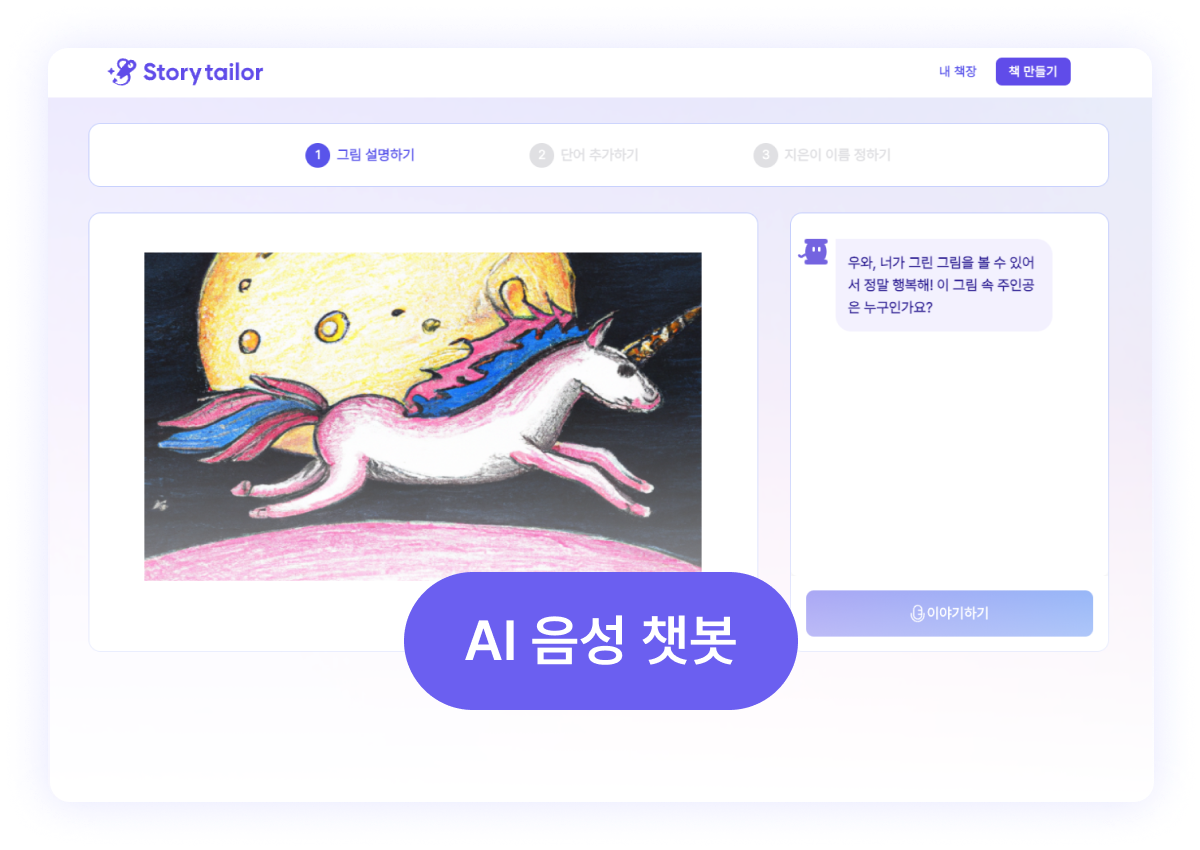 Storytailor
내 책장
책 만들기
1 그림 설명하기
2 단어 추가하기
3 지은이 이름 정하기
우와, 너가 그린 그림을 볼 수 있어
서 정말 행복해! 이 그림 속 주인공
은 누구인가요?
이야기하기
AI 음성 챗봇